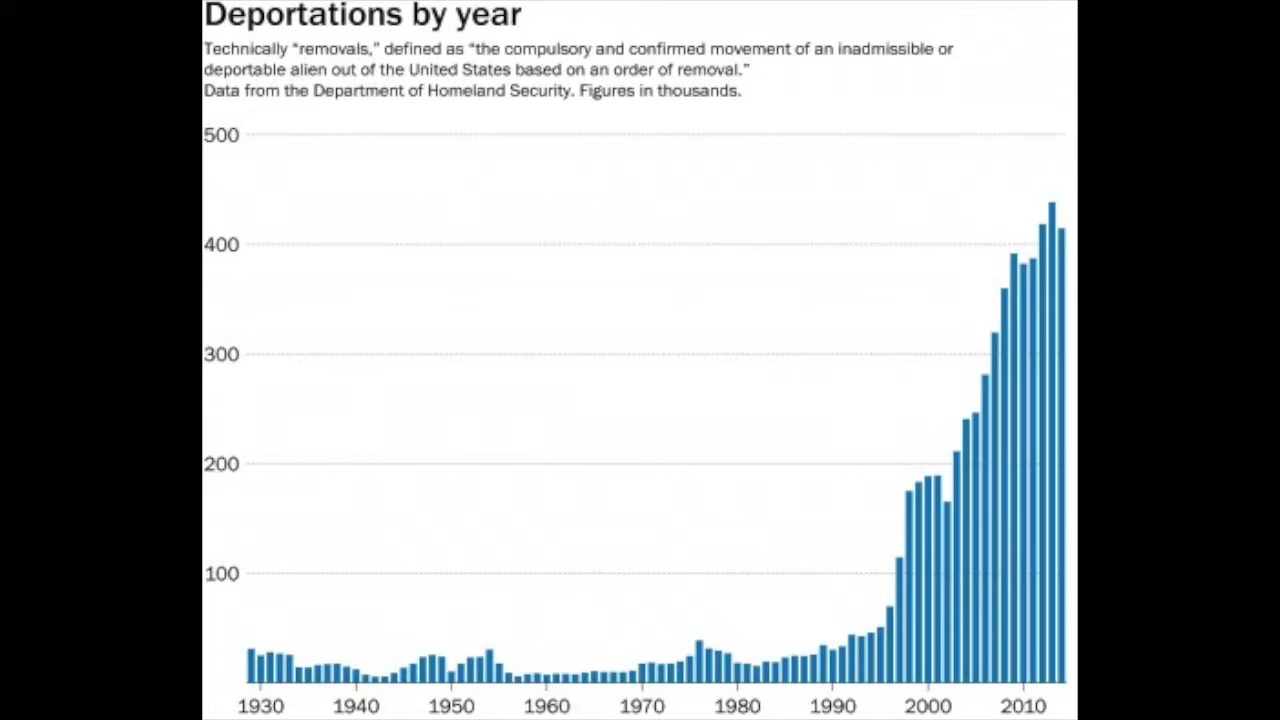 Deportations by year
Technically “removals,” defined as “the compulsory and confirmed movement of an inadmissible or
deportable alien out of the United States based on an order of removal.”
Data from the Department of Homeland Security. Figures in thousands.
500
400
300
200
100
1930 1940 1950 1960 1970 1980 1990 2000 2010